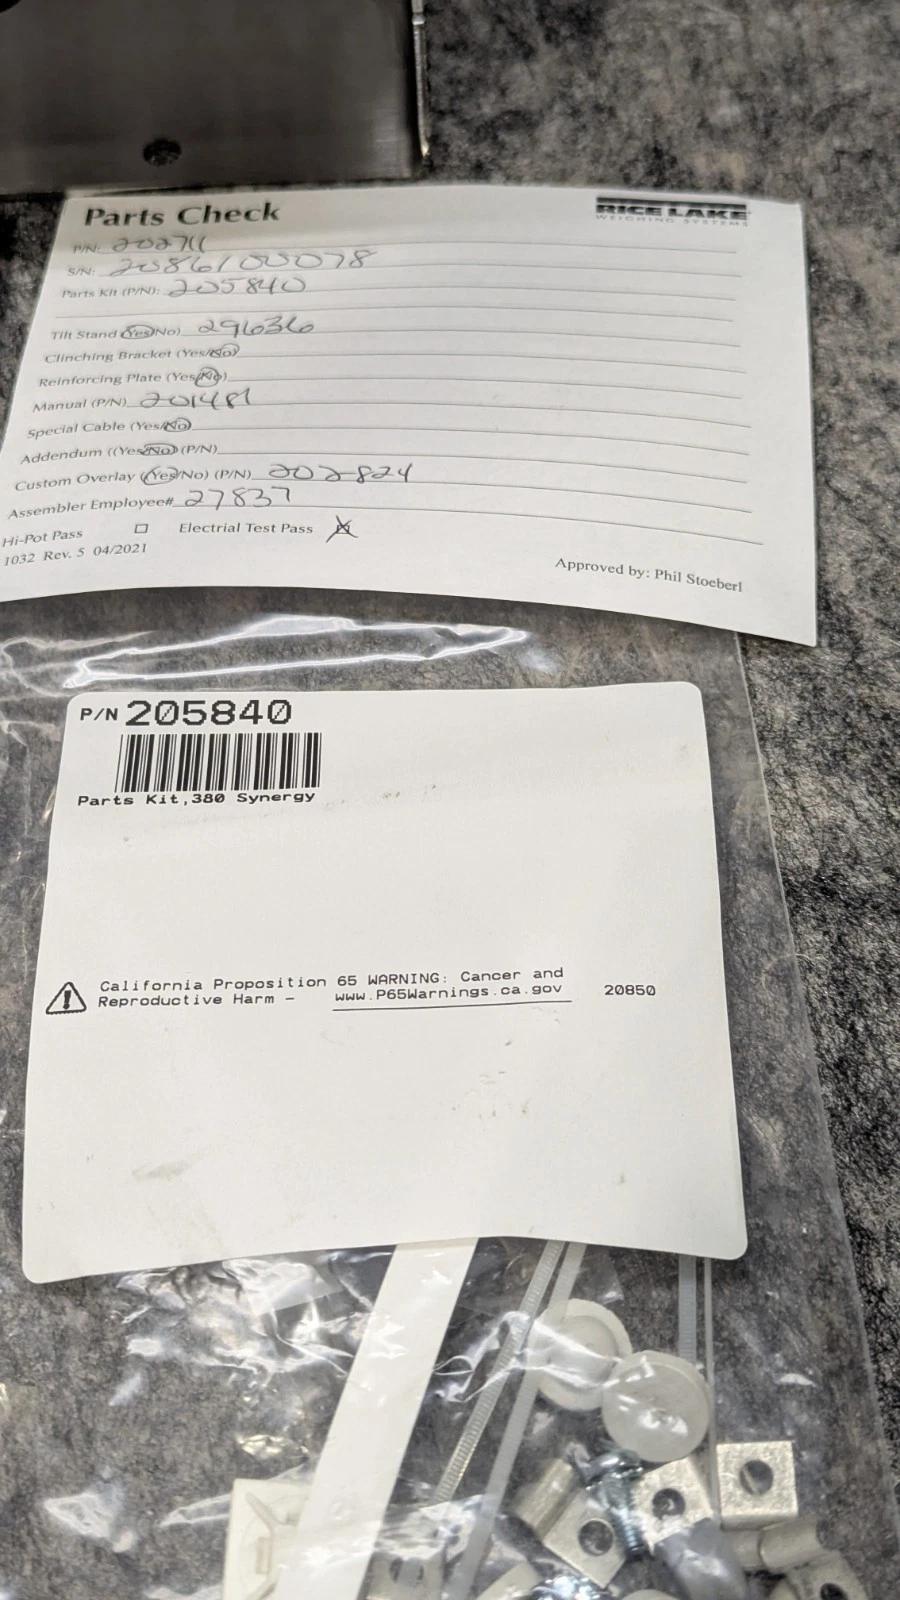 Parts Check
RICE LAKE
WEIGHING SYSTEMS
P/N: 202711
S/N: 2086100078
Parts Kit (P/N): 205840
Tilt Stand (Yes/No) 29636
Clinching Bracket (Yes/No)
Reinforcing Plate (Yes/No)
Manual (P/N) 201481
Special Cable (Yes/No)
Addendum ((Yes/No) (P/N)
Custom Overlay (Yes/No) (P/N) 202824
Assembler Employee# 27837
Hi-Pot Pass ☐ Electrial Test Pass X
1032 Rev. 5 04/2021
Approved by: Phil Stoeberl
P/N 205840
Parts Kit,380 Synergy
California Proposition 65 WARNING: Cancer and
Reproductive Harm - www.P65Warnings.ca.gov 20850